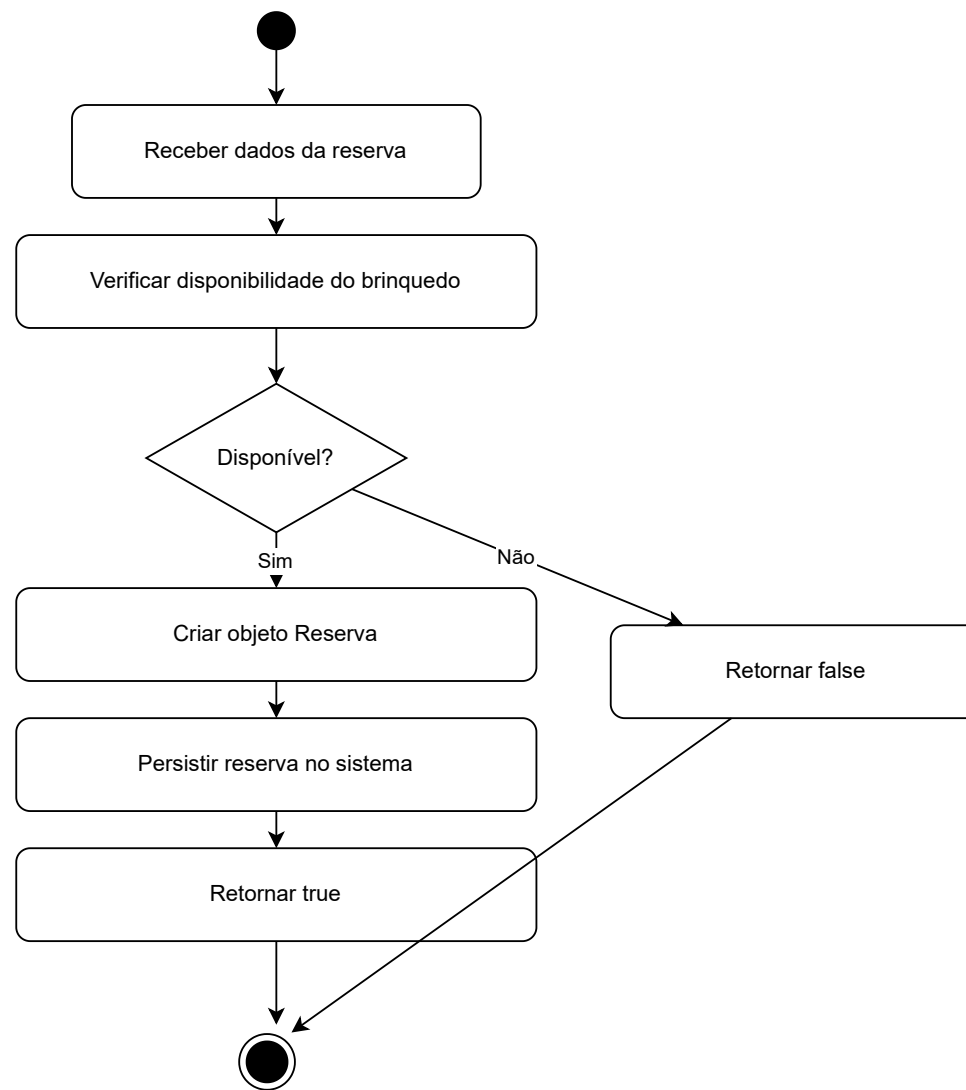 Receber dados da reserva
Verificar disponibilidade do brinquedo
Disponível?
Sim
Não
Criar objeto Reserva
Retornar false
Persistir reserva no sistema
Retornar true